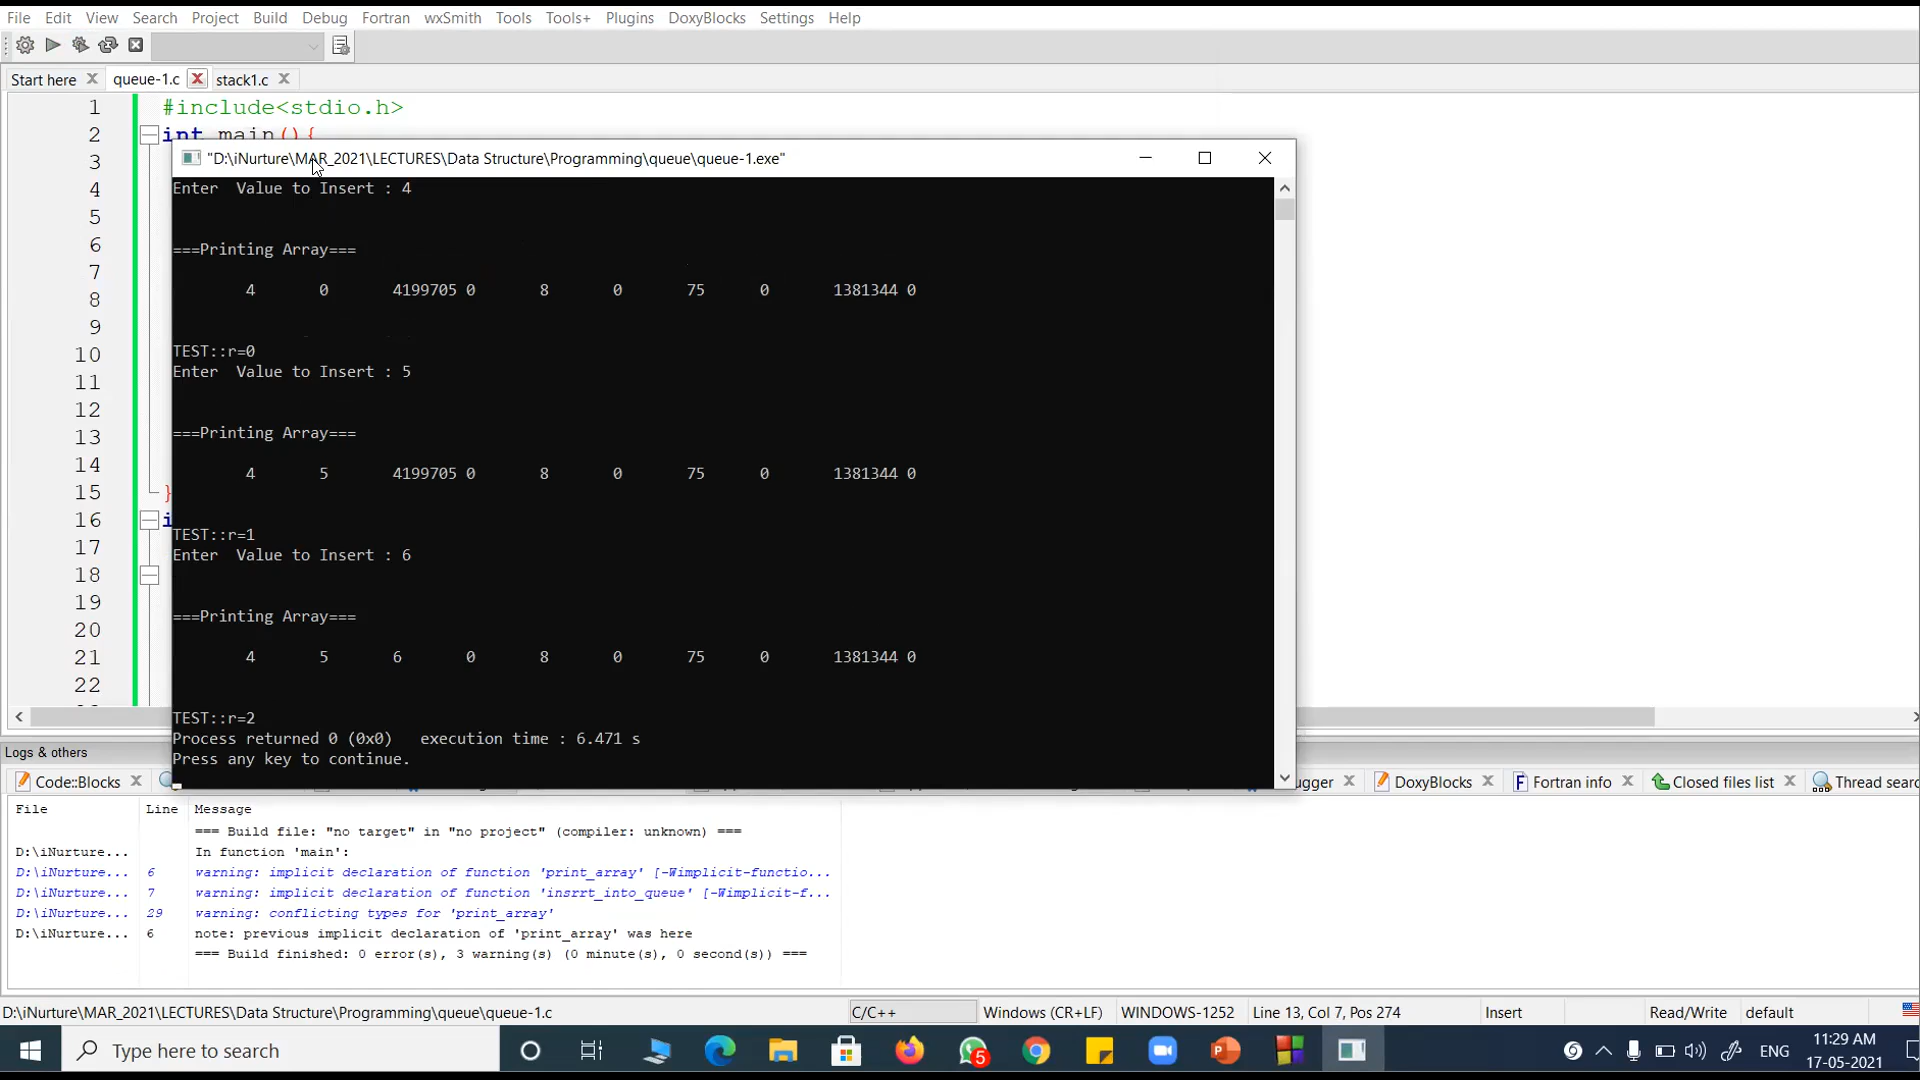 File Edit View Search Project Build Debug Fortran wxSmith Tools Tools+ Plugins DoxyBlocks Settings Help
Start here queue-1.c stack1.c
1 #include<stdio.h>
2 int main(){
"D:\iNurture\MAR_2021\LECTURES\Data Structure\Programming\queue\queue-1.exe"
3
4
5
6
7
8
9
10
11
12
13
14
15 }
16 i
17
18
19
20
21
22
Enter  Value to Insert : 4
===Printing Array===
4 0 4199705 0 8 0 75 0 1381344 0
TEST::r=0
Enter  Value to Insert : 5
===Printing Array===
4 5 4199705 0 8 0 75 0 1381344 0
TEST::r=1
Enter  Value to Insert : 6
===Printing Array===
4 5 6 0 8 0 75 0 1381344 0
TEST::r=2
Process returned 0 (0x0)   execution time : 6.471 s
Press any key to continue.
Logs & others
Code::Blocks ugger DoxyBlocks Fortran info Closed files list Thread searc
File Line Message
=== Build file: "no target" in "no project" (compiler: unknown) ===
D:\iNurture... In function 'main':
D:\iNurture... 6 warning: implicit declaration of function 'print_array' [-Wimplicit-functio...
D:\iNurture... 7 warning: implicit declaration of function 'insrrt_into_queue' [-Wimplicit-f...
D:\iNurture... 29 warning: conflicting types for 'print_array'
D:\iNurture... 6 note: previous implicit declaration of 'print_array' was here
=== Build finished: 0 error(s), 3 warning(s) (0 minute(s), 0 second(s)) ===
D:\iNurture\MAR_2021\LECTURES\Data Structure\Programming\queue\queue-1.c C/C++ Windows (CR+LF) WINDOWS-1252 Line 13, Col 7, Pos 274 Insert Read/Write default
Type here to search 5 ENG 11:29 AM
17-05-2021